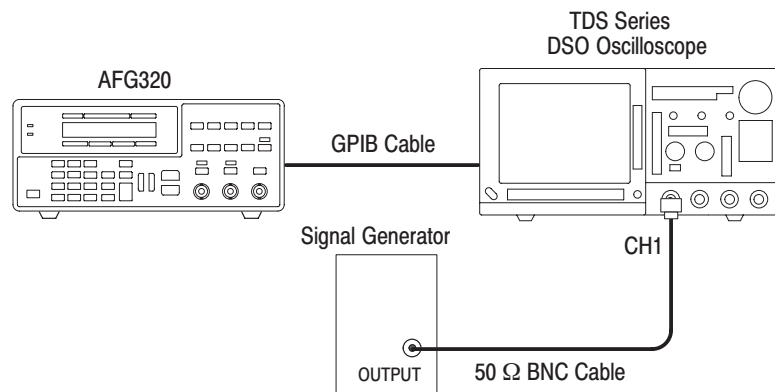 TDS Series
DSO Oscilloscope
AFG320
GPIB Cable
Signal Generator
CH1
OUTPUT
50 Ω BNC Cable